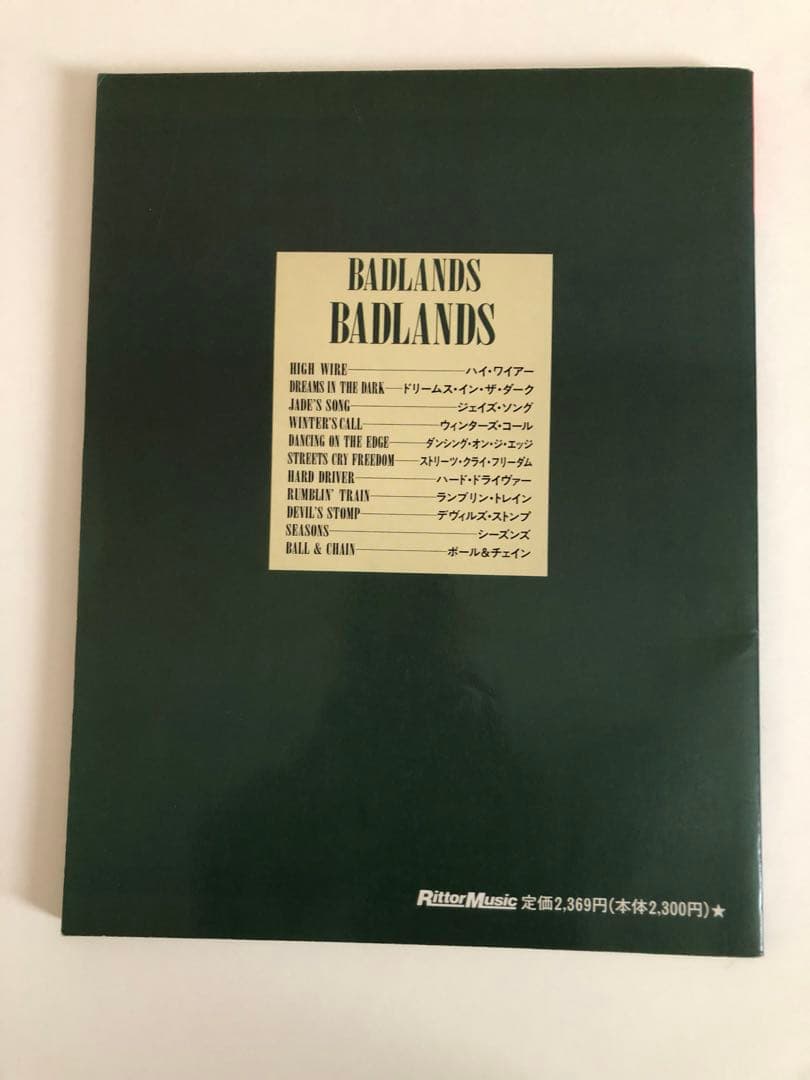 BADLANDS
BADLANDS
HIGH WIRE ハイ・ワイアー
DREAMS IN THE DARK ドリームス・イン・ザ・ダーク
JADE'S SONG ジェイズ・ソング
WINTER'S CALL ウィンターズ・コール
DANCING ON THE EDGE ダンシング・オン・ジ・エッジ
STREETS CRY FREEDOM ストリーツ・クライ・フリーダム
HARD DRIVER ハード・ドライヴァー
RUMBLIN' TRAIN ランブリン・トレイン
DEVIL'S STOMP デヴィルズ・ストンプ
SEASONS シーズンズ
BALL & CHAIN ボール&チェイン
RittorMusic 定価2,369円(本体2,300円)★